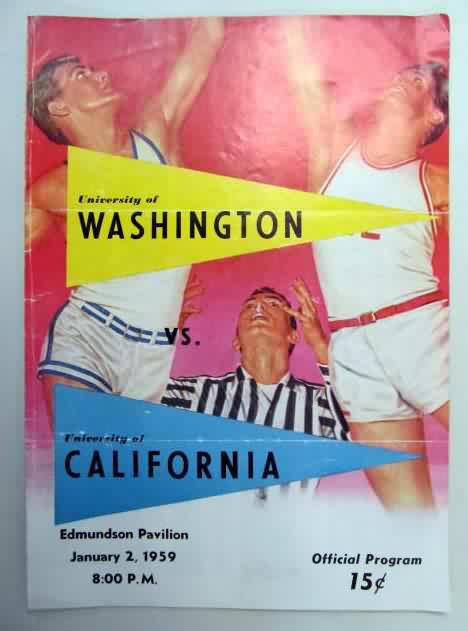 University of
WASHINGTON
VS.
University of
CALIFORNIA
Edmundson Pavilion
January 2, 1959
8:00 P.M.
Official Program
15¢